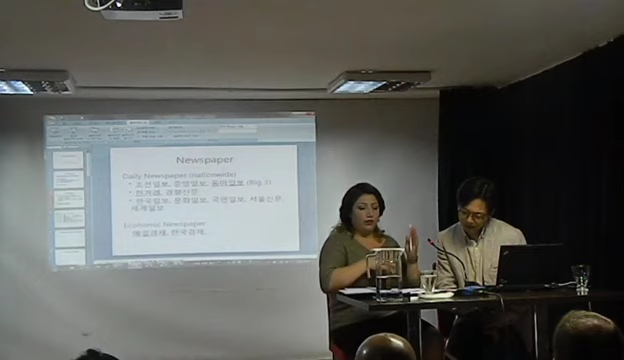 Newspaper
Daily Newspaper (nationwide)
조선일보, 중앙일보, 동아일보 (Big 3)
한겨레, 경향신문
한국일보, 문화일보, 국민일보, 서울신문,
세계일보
Economic Newspaper
매일경제, 한국경제,